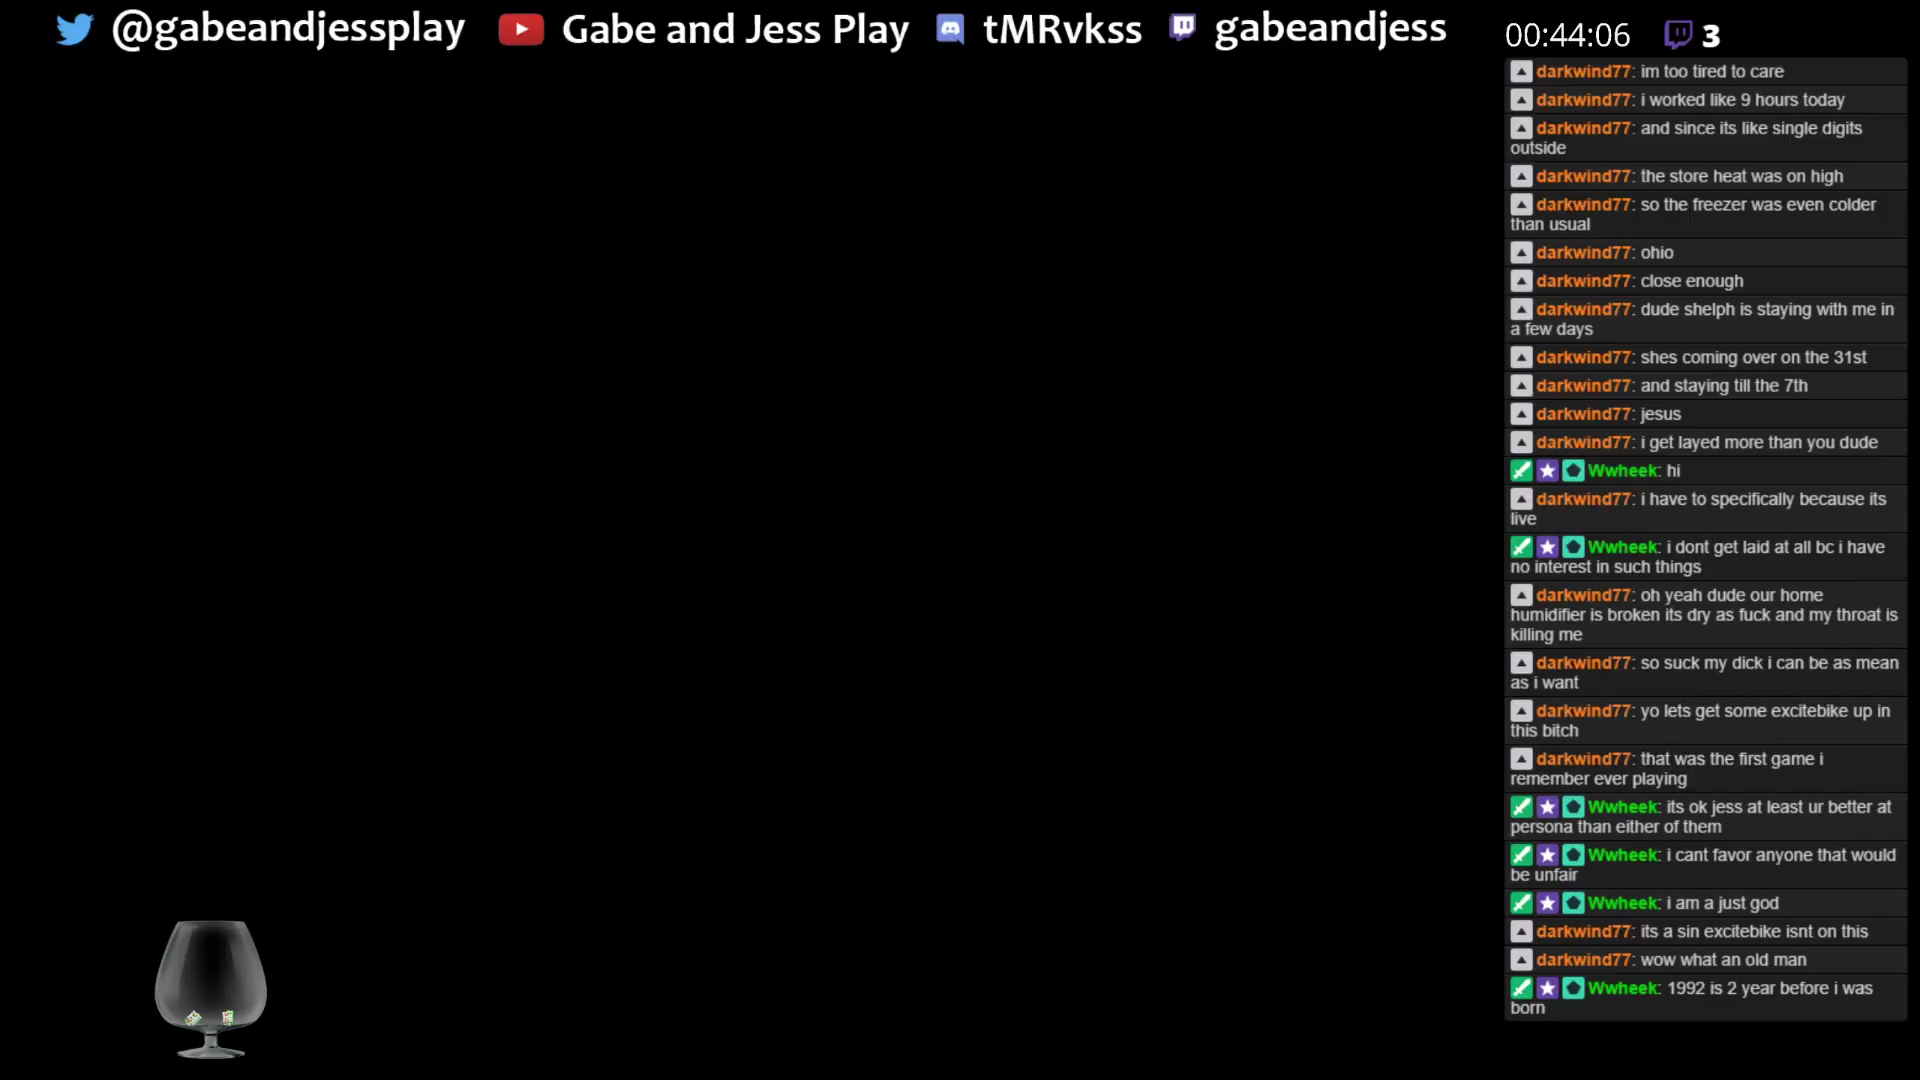 @gabeandjessplay Gabe and Jess Play tMRvkss gabeandjess 00:44:06 3
darkwind77: im too tired to care
darkwind77: i worked like 9 hours today
darkwind77: and since its like single digits
outside
darkwind77: the store heat was on high
darkwind77: so the freezer was even colder
than usual
darkwind77: ohio
darkwind77: close enough
darkwind77: dude shelph is staying with me in
a few days
darkwind77: shes coming over on the 31st
darkwind77: and staying till the 7th
darkwind77: jesus
darkwind77: i get layed more than you dude
Wwheek: hi
darkwind77: i have to specifically because its
live
Wwheek: i dont get laid at all bc i have
no interest in such things
darkwind77: oh yeah dude our home
humidifier is broken its dry as fuck and my throat is
killing me
darkwind77: so suck my dick i can be as mean
as i want
darkwind77: yo lets get some excitebike up in
this bitch
darkwind77: that was the first game i
remember ever playing
Wwheek: its ok jess at least ur better at
persona than either of them
Wwheek: i cant favor anyone that would
be unfair
Wwheek: i am a just god
darkwind77: its a sin excitebike isnt on this
darkwind77: wow what an old man
Wwheek: 1992 is 2 year before i was
born